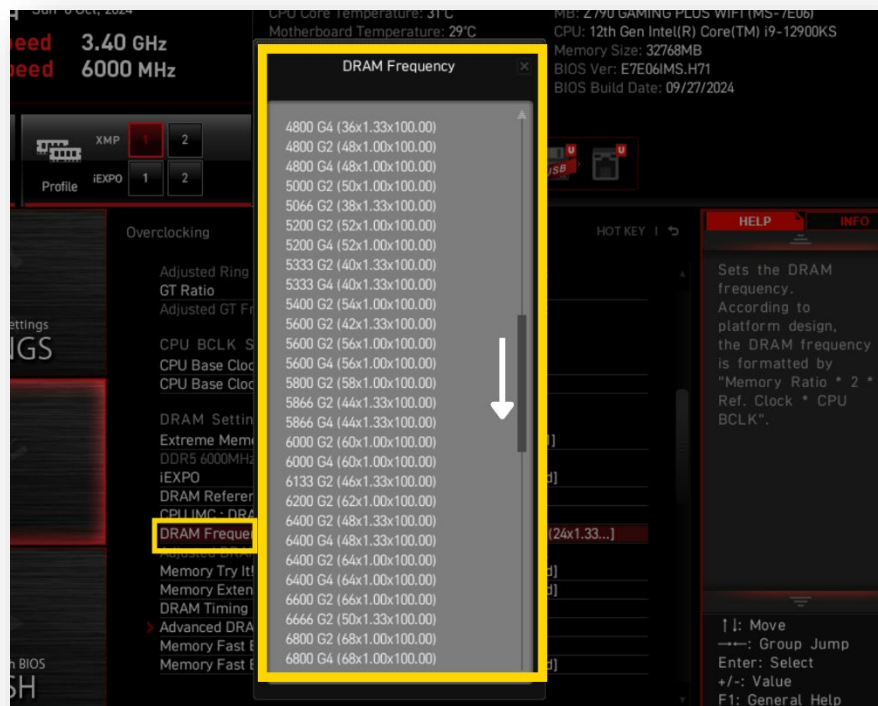 Sun 6 Oct, 2024
CPU Core Temperature: 31°C
Motherboard Temperature: 29°C
MB: Z790 GAMING PLUS WIFI (MS-7E06)
CPU: 12th Gen Intel(R) Core(TM) i9-12900KS
Memory Size: 32768MB
BIOS Ver: E7E06IMS.H71
BIOS Build Date: 09/27/2024
3.40 GHz
6000 MHz
XMP 1 2
iEXPO 1 2
Profile
USB
U
U
DRAM Frequency
4800 G4 (36x1.33x100.00)
4800 G2 (48x1.00x100.00)
4800 G4 (48x1.00x100.00)
5000 G2 (50x1.00x100.00)
5066 G2 (38x1.33x100.00)
5200 G2 (52x1.00x100.00)
5200 G4 (52x1.00x100.00)
5333 G2 (40x1.33x100.00)
5333 G4 (40x1.33x100.00)
5400 G2 (54x1.00x100.00)
5600 G2 (42x1.33x100.00)
5600 G2 (56x1.00x100.00)
5600 G4 (56x1.00x100.00)
5800 G2 (58x1.00x100.00)
5866 G2 (44x1.33x100.00)
5866 G4 (44x1.33x100.00)
6000 G2 (60x1.00x100.00)
6000 G4 (60x1.00x100.00)
6133 G2 (46x1.33x100.00)
6200 G2 (62x1.00x100.00)
6400 G2 (48x1.33x100.00)
6400 G4 (48x1.33x100.00)
6400 G2 (64x1.00x100.00)
6400 G4 (64x1.00x100.00)
6600 G2 (66x1.00x100.00)
6666 G2 (50x1.33x100.00)
6800 G2 (68x1.00x100.00)
6800 G4 (68x1.00x100.00)
Overclocking
HOT KEY
Adjusted Ring
GT Ratio
Adjusted GT
CPU BCLK
CPU Base
CPU Base
DRAM
Extreme
DDR5
iEXPO
DRAM
CPU IMC :
DRAM
(24x1.33...]
Memory Try It!
Memory
DRAM Timing
Advanced
Memory Fast
Memory Fast
BIOS
HELP
INFO
Sets the DRAM
frequency.
According to
platform design,
the DRAM frequency
is formatted by
"Memory Ratio * 2 *
Ref. Clock * CPU
BCLK".
↑↓: Move
→←: Group Jump
Enter: Select
+/-: Value
F1: General Help